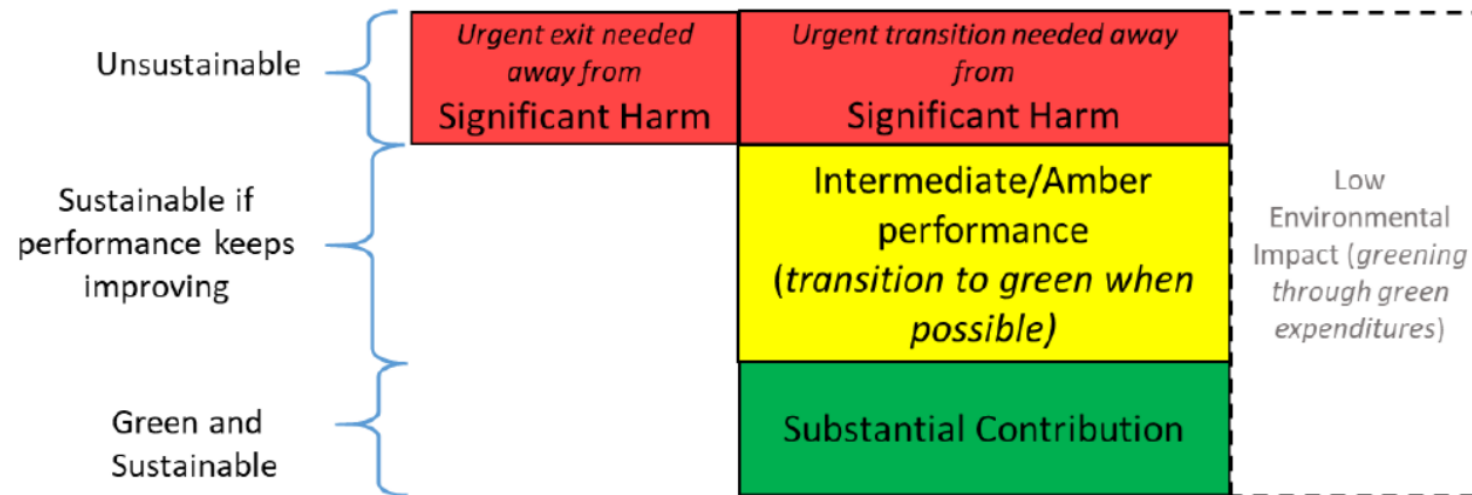 Unsustainable
Urgent exit needed
away from
Significant Harm
Urgent transition needed away
from
Significant Harm
Sustainable if
performance keeps
improving
Intermediate/Amber
performance
(transition to green when
possible)
Low
Environmental
Impact (greening
through green
expenditures)
Green and
Sustainable
Substantial Contribution